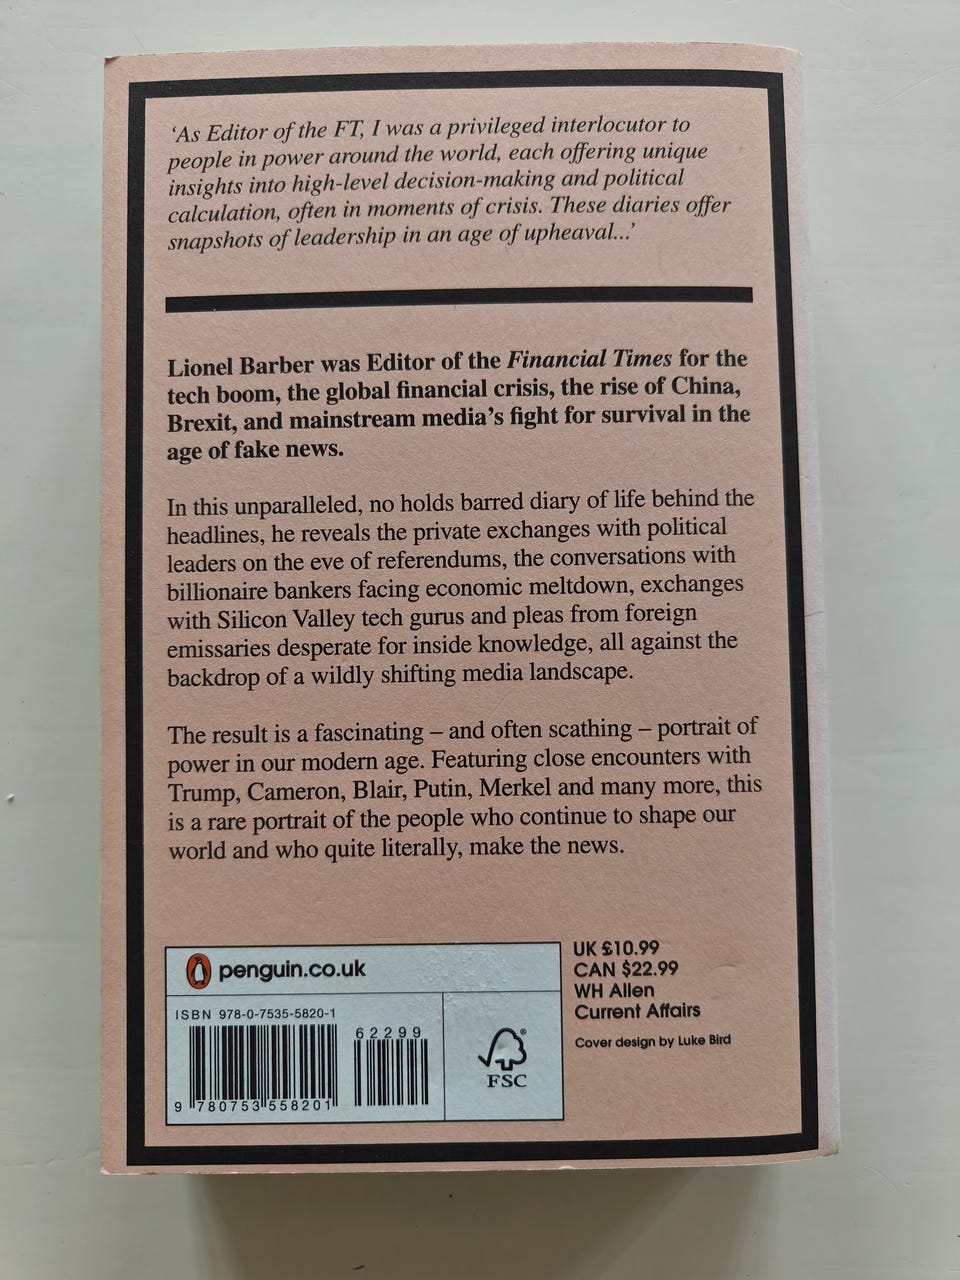 ‘As Editor of the FT, I was a privileged interlocutor to
people in power around the world, each offering unique
insights into high-level decision-making and political
calculation, often in moments of crisis. These diaries offer
snapshots of leadership in an age of upheaval...’
Lionel Barber was Editor of the Financial Times for the
tech boom, the global financial crisis, the rise of China,
Brexit, and mainstream media’s fight for survival in the
age of fake news.
In this unparalleled, no holds barred diary of life behind the
headlines, he reveals the private exchanges with political
leaders on the eve of referendums, the conversations with
billionaire bankers facing economic meltdown, exchanges
with Silicon Valley tech gurus and pleas from foreign
emissaries desperate for inside knowledge, all against the
backdrop of a wildly shifting media landscape.
The result is a fascinating – and often scathing – portrait of
power in our modern age. Featuring close encounters with
Trump, Cameron, Blair, Putin, Merkel and many more, this
is a rare portrait of the people who continue to shape our
world and who quite literally, make the news.
penguin.co.uk
ISBN 978-0-7535-5820-1
62299
9 780753 558201
FSC
UK £10.99
CAN $22.99
WH Allen
Current Affairs
Cover design by Luke Bird